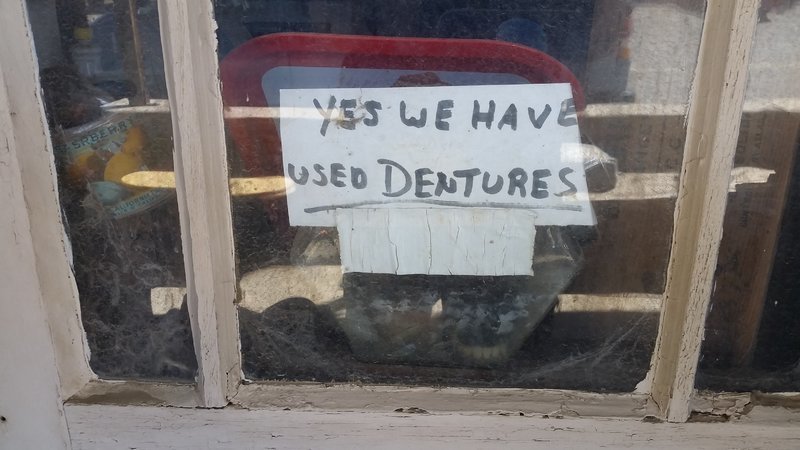 YES WE HAVE
USED DENTURES